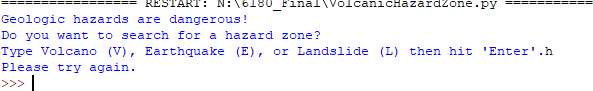 ================= RESTART: N:\6180_Final\VolcanicHazardZone.py ===========
Geologic hazards are dangerous!
Do you want to search for a hazard zone?
Type Volcano (V), Earthquake (E), or Landslide (L) then hit 'Enter'.h
Please try again.
>>>